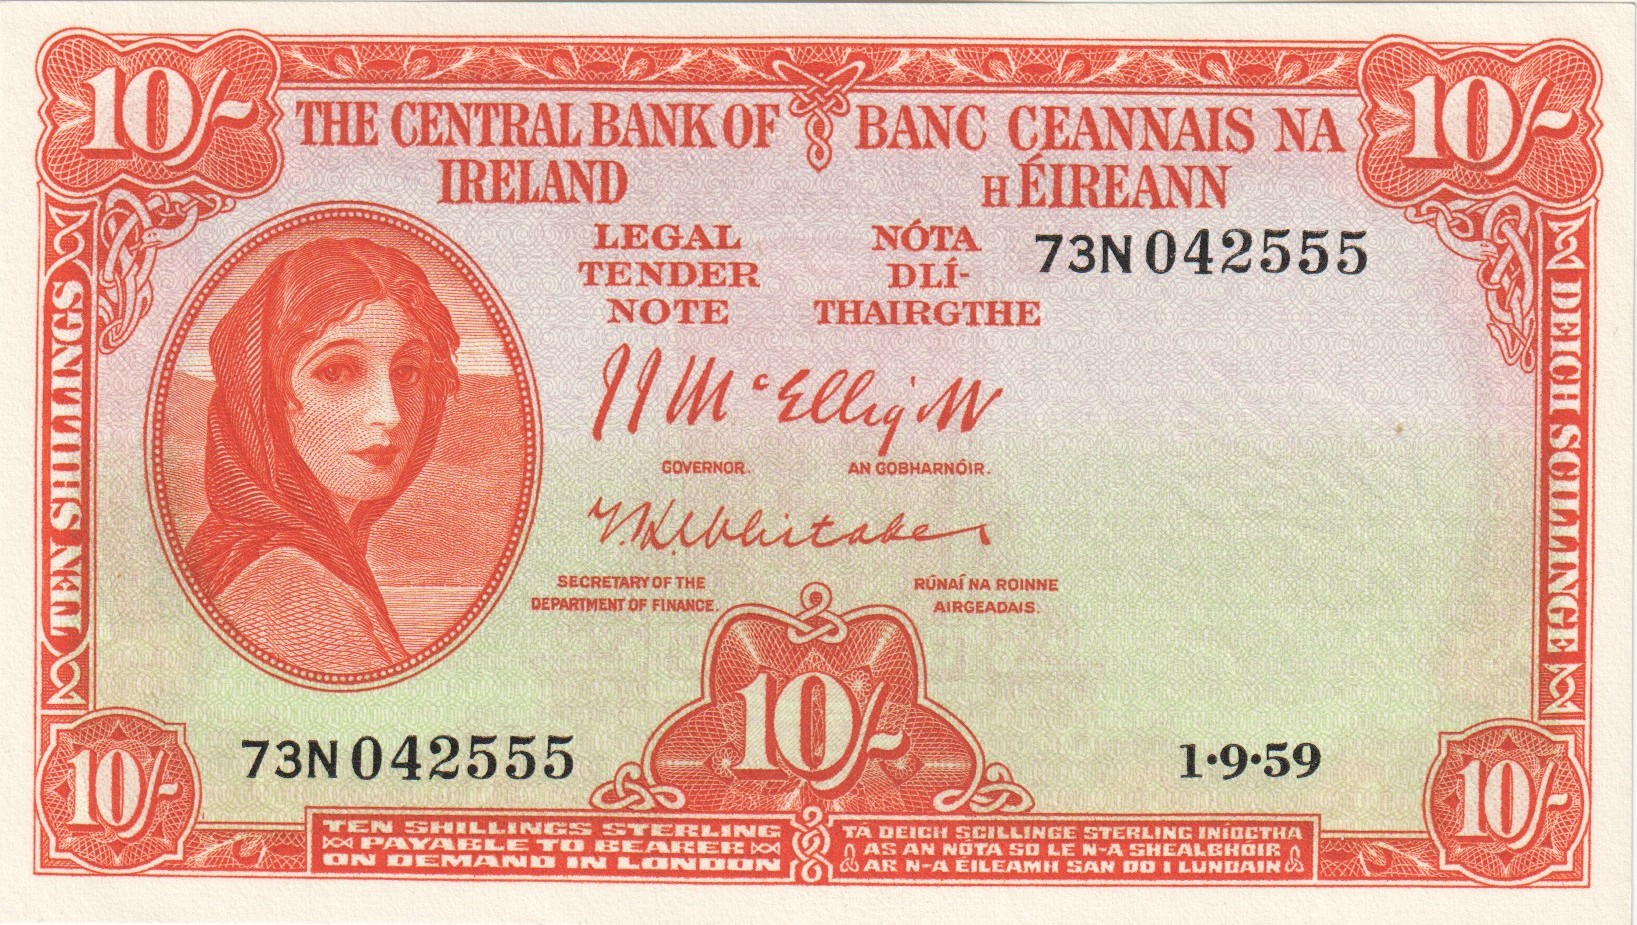 10/-
10/-
THE CENTRAL BANK OF
IRELAND
BANC CEANNAIS NA
H ÉIREANN
LEGAL
TENDER
NOTE
NÓTA
DLÍ-
THAIRGTHE
73N 042555
TEN SHILLINGS
DEICH SCILLINGE
J J McElligott
GOVERNOR. AN GOBHARNÓIR.
T. K. Whitaker
SECRETARY OF THE
DEPARTMENT OF FINANCE.
RÚNAÍ NA ROINNE
AIRGEADAIS.
10/-
73N 042555
1·9·59
10/-
10/-
TEN SHILLINGS STERLING
PAYABLE TO BEARER
ON DEMAND IN LONDON
TÁ DEICH SCILLINGE STERLING INÍOCTHA
AS AN NÓTA SO LE N-A SHEALBHÓIR
AR N-A ÉILEAMH SAN DO I LUNDAIN